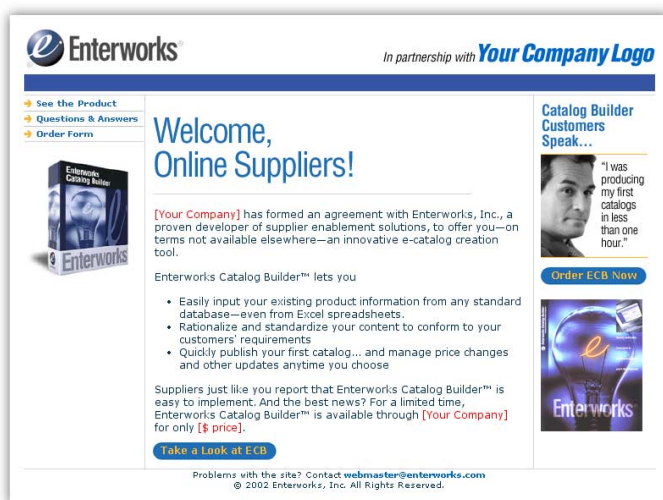 Enterworks
In partnership with Your Company Logo
See the Product
Questions & Answers
Order Form
Enterworks
Catalog Builder
Enterworks
Welcome,
Online Suppliers!
[Your Company] has formed an agreement with Enterworks, Inc., a
proven developer of supplier enablement solutions, to offer you—on
terms not available elsewhere—an innovative e-catalog creation
tool.
Enterworks Catalog Builder™ lets you
• Easily input your existing product information from any standard
database—even from Excel spreadsheets.
• Rationalize and standardize your content to conform to your
customers' requirements
• Quickly publish your first catalog... and manage price changes
and other updates anytime you choose
Suppliers just like you report that Enterworks Catalog Builder™ is
easy to implement. And the best news? For a limited time,
Enterworks Catalog Builder™ is available through [Your Company]
for only [$ price].
Take a Look at ECB
Catalog Builder
Customers
Speak...
"I was
producing
my first
catalogs
in less
than one
hour."
Order ECB Now
e
Enterworks
Problems with the site? Contact webmaster@enterworks.com
© 2002 Enterworks, Inc. All Rights Reserved.